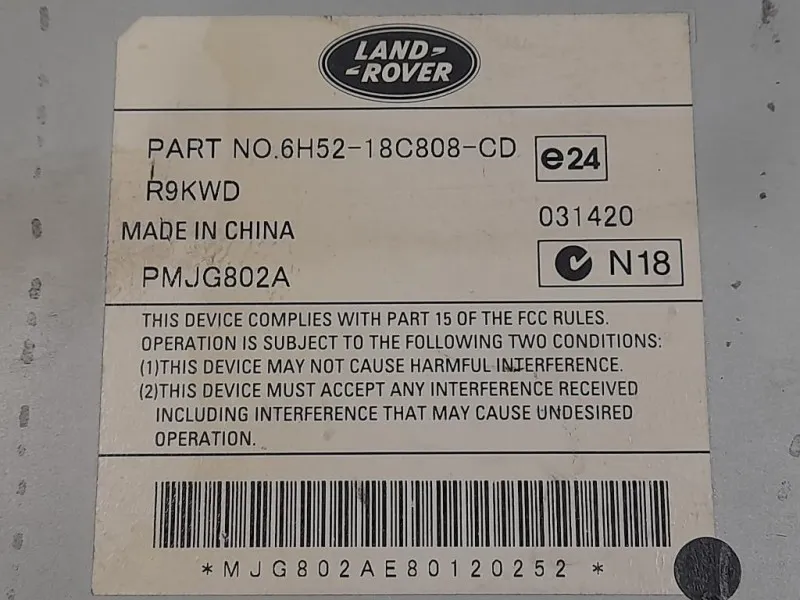 LAND-
-ROVER
PART NO.6H52-18C808-CD
e24
R9KWD
031420
MADE IN CHINA
N18
PMJG802A
THIS DEVICE COMPLIES WITH PART 15 OF THE FCC RULES.
OPERATION IS SUBJECT TO THE FOLLOWING TWO CONDITIONS:
(1)THIS DEVICE MAY NOT CAUSE HARMFUL INTERFERENCE.
(2)THIS DEVICE MUST ACCEPT ANY INTERFERENCE RECEIVED
INCLUDING INTERFERENCE THAT MAY CAUSE UNDESIRED
OPERATION.
*MJG802AE80120252*